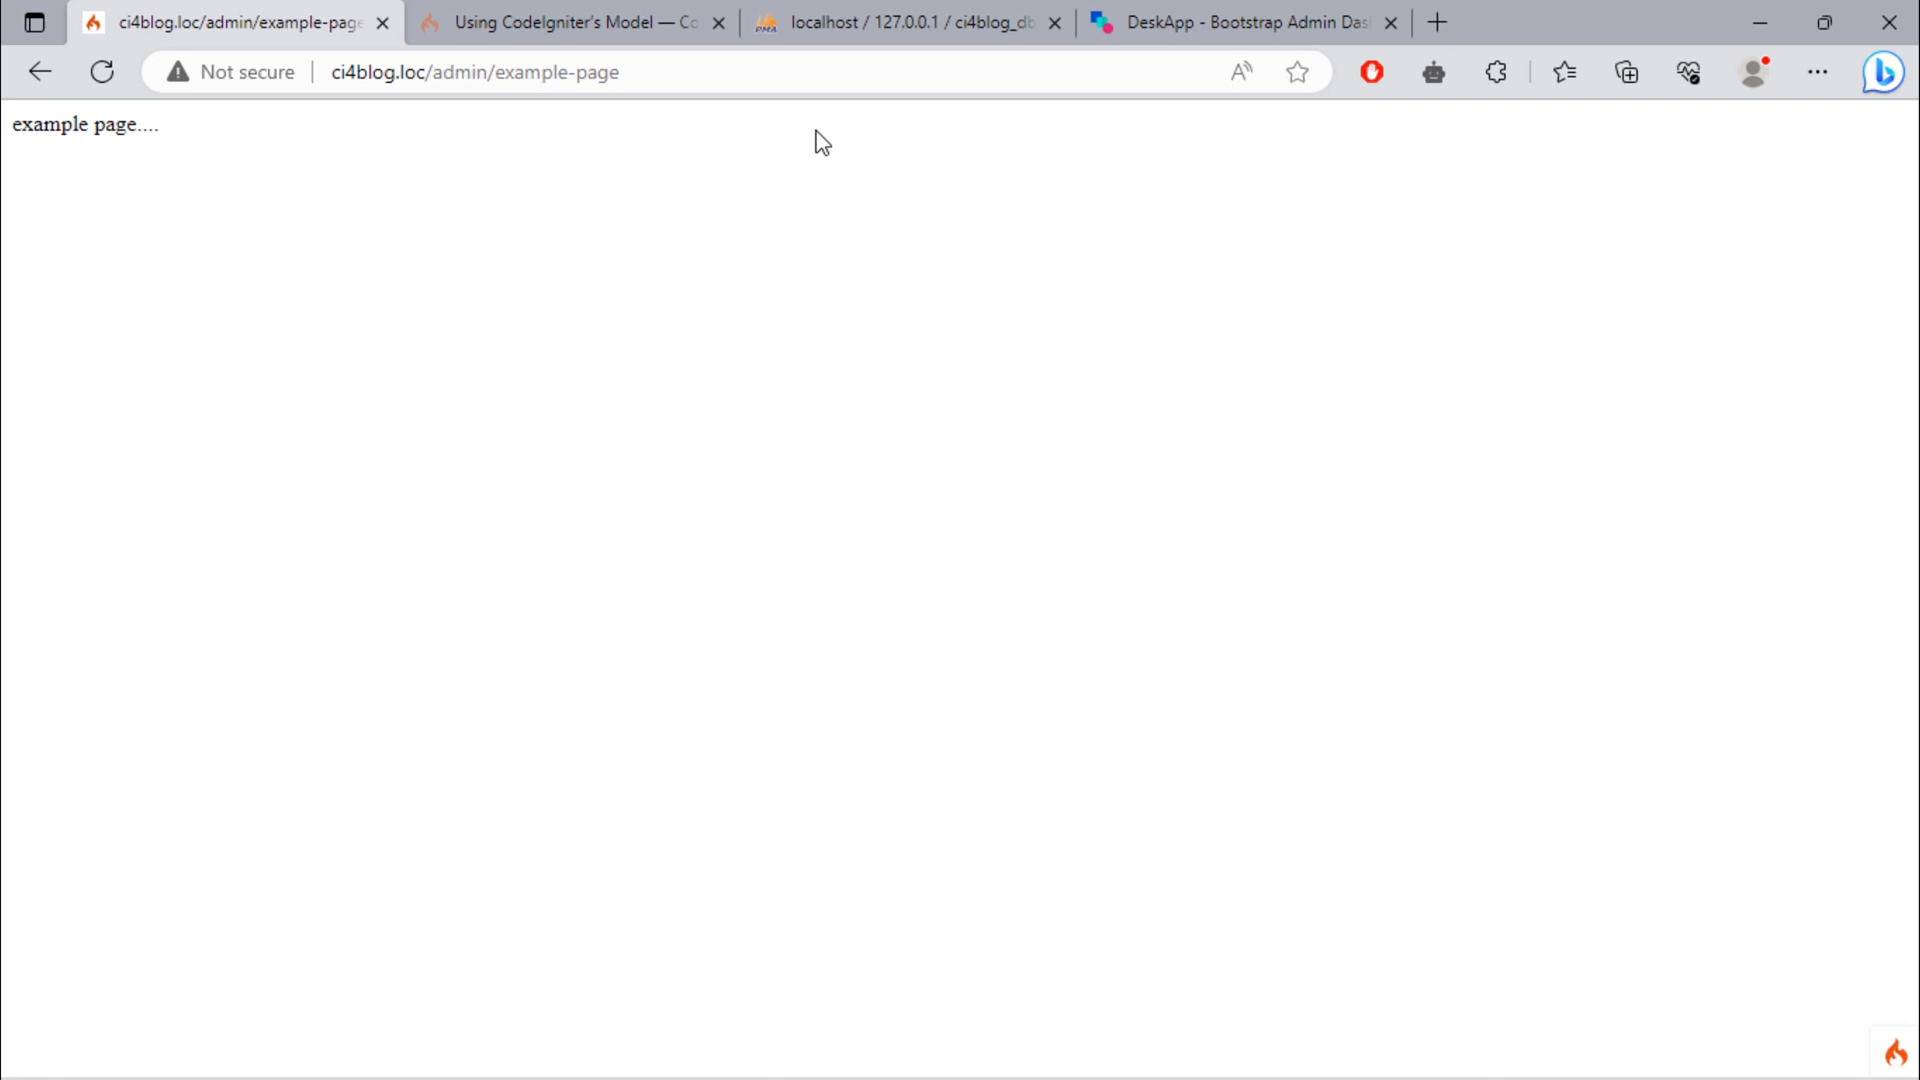 ci4blog.loc/admin/example-page
Using CodeIgniter's Model — Co
localhost / 127.0.0.1 / ci4blog_db
DeskApp - Bootstrap Admin Das
Not secure
ci4blog.loc/admin/example-page
example page....